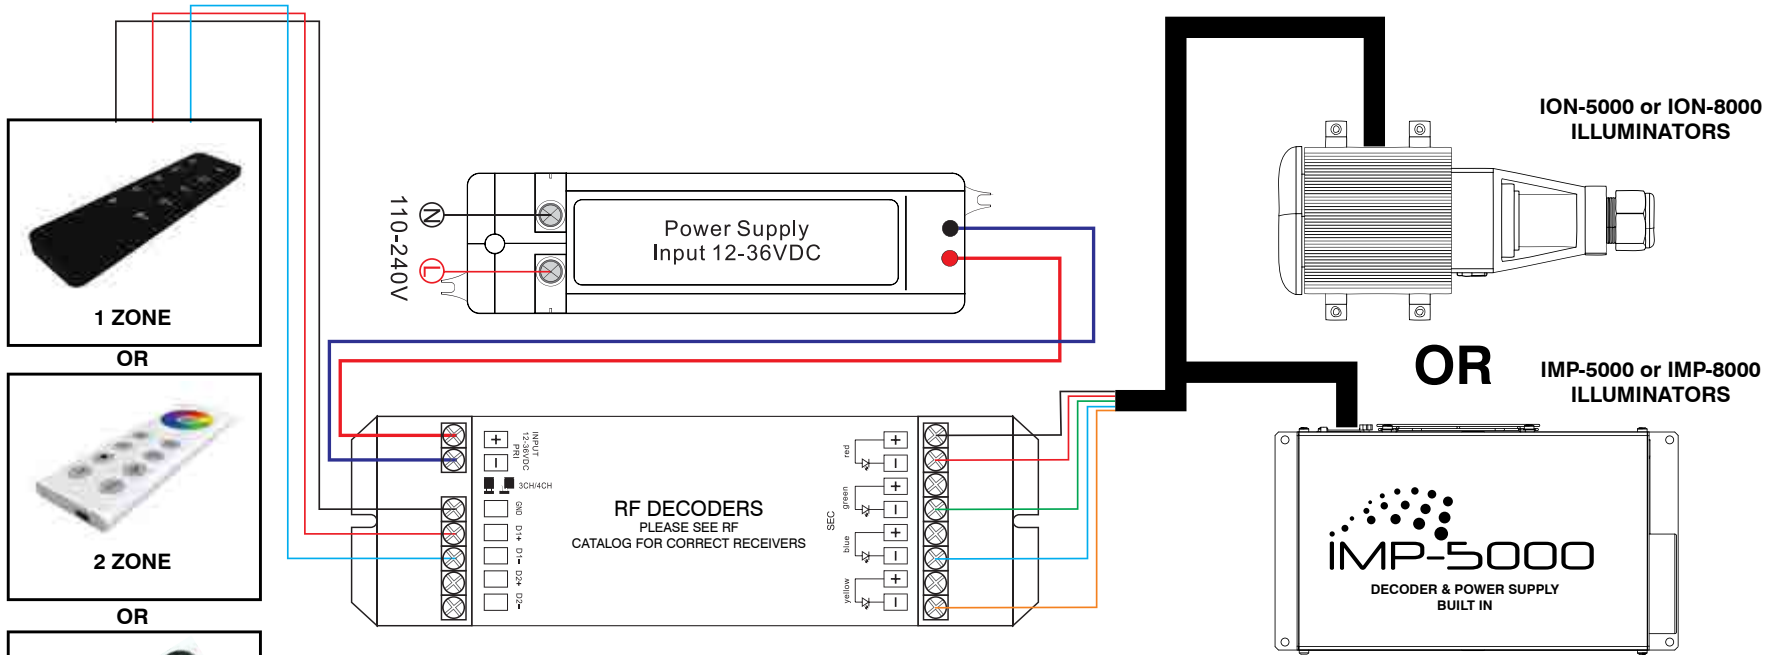 ION-5000 or ION-8000
ILLUMINATORS
110-240V
N
L
Power Supply
Input 12-36VDC
1 ZONE
OR
2 ZONE
OR
OR
IMP-5000 or IMP-8000
ILLUMINATORS
INPUT
12-36VDC
PRI
+
−
3CH/4CH
GND
D1+
D1−
D2+
D2−
RF DECODERS
PLEASE SEE RF
CATALOG FOR CORRECT RECEIVERS
SEC
red
+
−
green
+
−
blue
+
−
yellow
+
−
iMP-5000
DECODER & POWER SUPPLY
BUILT IN